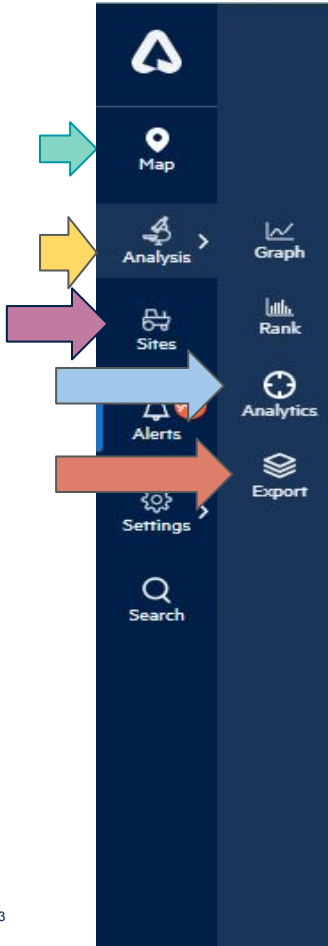 Map
Analysis
Graph
Rank
Sites
Analytics
Alerts
Export
Settings
Search
3